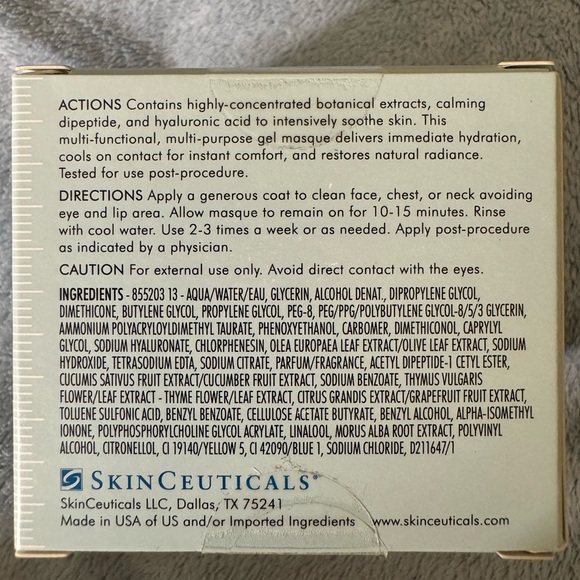 ACTIONS Contains highly-concentrated botanical extracts, calming
dipeptide, and hyaluronic acid to intensively soothe skin. This
multi-functional, multi-purpose gel masque delivers immediate hydration,
cools on contact for instant comfort, and restores natural radiance.
Tested for use post-procedure.
DIRECTIONS Apply a generous coat to clean face, chest, or neck avoiding
eye and lip area. Allow masque to remain on for 10-15 minutes. Rinse
with cool water. Use 2-3 times a week or as needed. Apply post-procedure
as indicated by a physician.
CAUTION For external use only. Avoid direct contact with the eyes.
INGREDIENTS - 855203 13 - AQUA/WATER/EAU, GLYCERIN, ALCOHOL DENAT., DIPROPYLENE GLYCOL,
DIMETHICONE, BUTYLENE GLYCOL, PROPYLENE GLYCOL, PEG-8, PEG/PPG/POLYBUTYLENE GLYCOL-8/5/3 GLYCERIN,
AMMONIUM POLYACRYLOYLDIMETHYL TAURATE, PHENOXYETHANOL, CARBOMER, DIMETHICONOL, CAPRYLYL
GLYCOL, SODIUM HYALURONATE, CHLORPHENESIN, OLEA EUROPAEA LEAF EXTRACT/OLIVE LEAF EXTRACT, SODIUM
HYDROXIDE, TETRASODIUM EDTA, SODIUM CITRATE, PARFUM/FRAGRANCE, ACETYL DIPEPTIDE-1 CETYL ESTER,
CUCUMIS SATIVUS FRUIT EXTRACT/CUCUMBER FRUIT EXTRACT, SODIUM BENZOATE, THYMUS VULGARIS
FLOWER/LEAF EXTRACT - THYME FLOWER/LEAF EXTRACT, CITRUS GRANDIS EXTRACT/GRAPEFRUIT FRUIT EXTRACT,
TOLUENE SULFONIC ACID, BENZYL BENZOATE, CELLULOSE ACETATE BUTYRATE, BENZYL ALCOHOL, ALPHA-ISOMETHYL
IONONE, POLYPHOSPHORYLCHOLINE GLYCOL ACRYLATE, LINALOOL, MORUS ALBA ROOT EXTRACT, POLYVINYL
ALCOHOL, CITRONELLOL, CI 19140/YELLOW 5, CI 42090/BLUE 1, SODIUM CHLORIDE, D211647/1
SKINCEUTICALS®
SkinCeuticals LLC, Dallas, TX 75241
Made in USA of US and/or Imported Ingredients www.skinceuticals.com